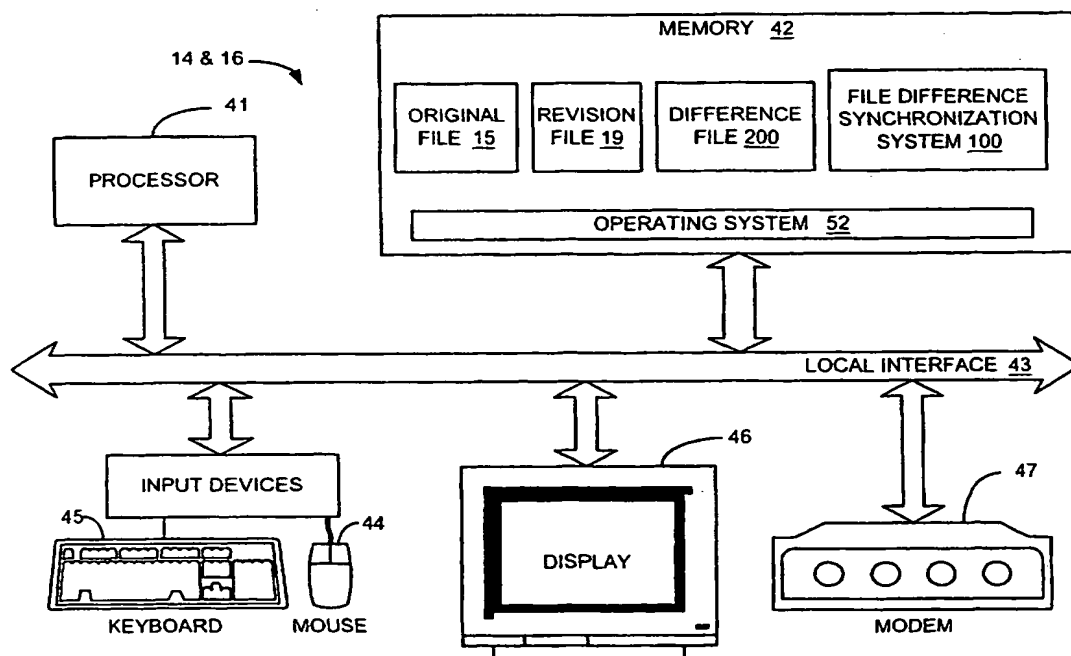 MEMORY 42
14 & 16
41
PROCESSOR
ORIGINAL
FILE 15
REVISION
FILE 19
DIFFERENCE
FILE 200
FILE DIFFERENCE
SYNCHRONIZATION
SYSTEM 100
OPERATING SYSTEM 52
LOCAL INTERFACE 43
INPUT DEVICES
45
44
KEYBOARD
MOUSE
46
DISPLAY
47
MODEM